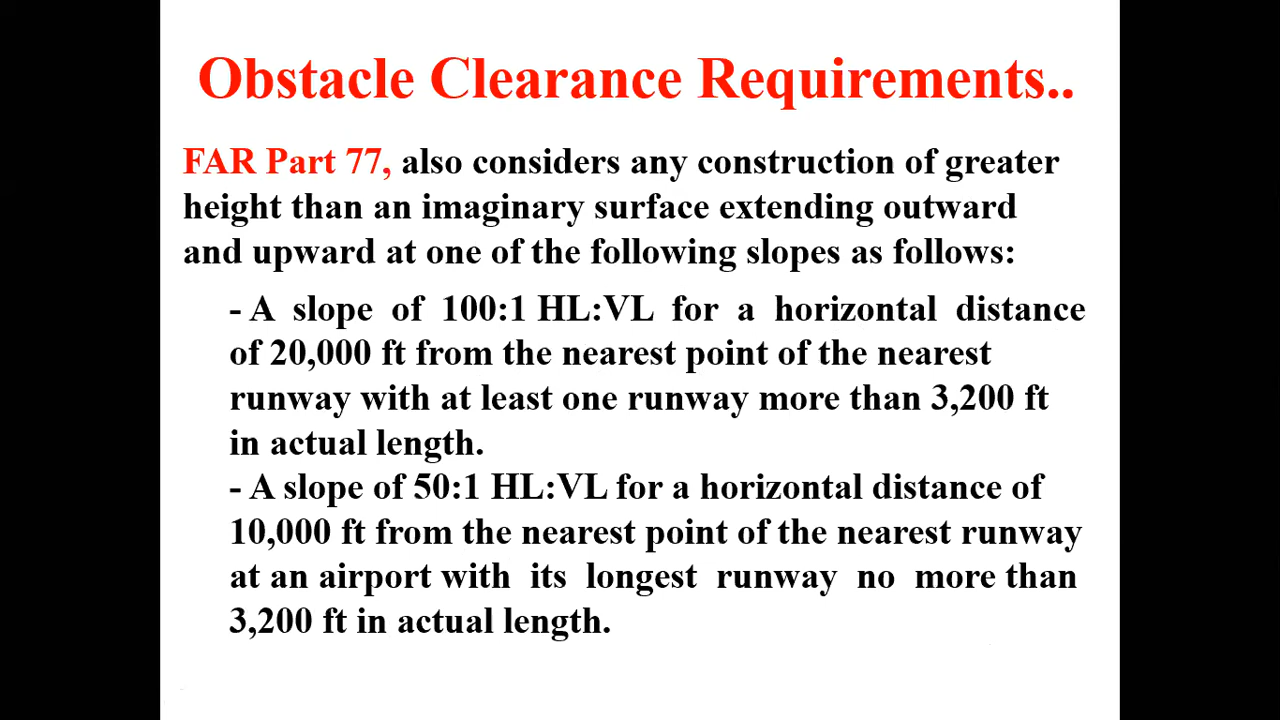 Obstacle Clearance Requirements..
FAR Part 77, also considers any construction of greater
height than an imaginary surface extending outward
and upward at one of the following slopes as follows:
- A slope of 100:1 HL:VL for a horizontal distance
of 20,000 ft from the nearest point of the nearest
runway with at least one runway more than 3,200 ft
in actual length.
- A slope of 50:1 HL:VL for a horizontal distance of
10,000 ft from the nearest point of the nearest runway
at an airport with its longest runway no more than
3,200 ft in actual length.